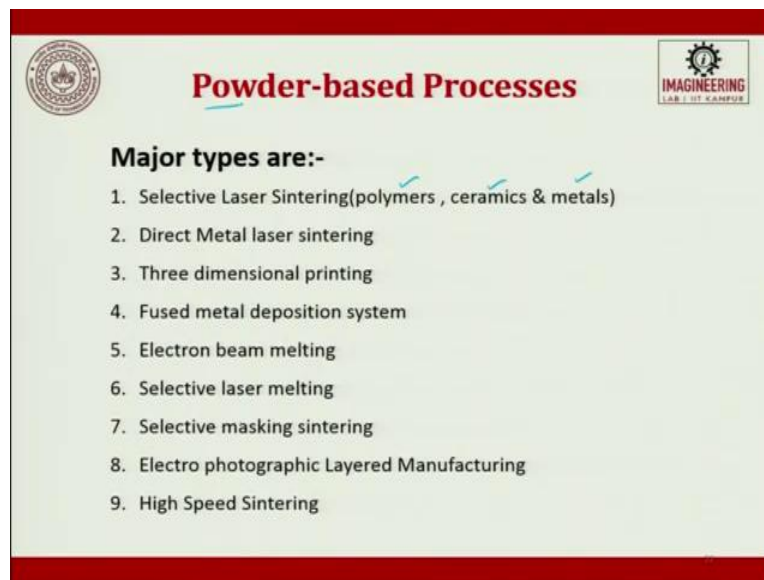 Powder-based Processes
IMAGINEERING
LAB | IIT KANPUR
Major types are:-
1. Selective Laser Sintering(polymers , ceramics & metals)
2. Direct Metal laser sintering
3. Three dimensional printing
4. Fused metal deposition system
5. Electron beam melting
6. Selective laser melting
7. Selective masking sintering
8. Electro photographic Layered Manufacturing
9. High Speed Sintering